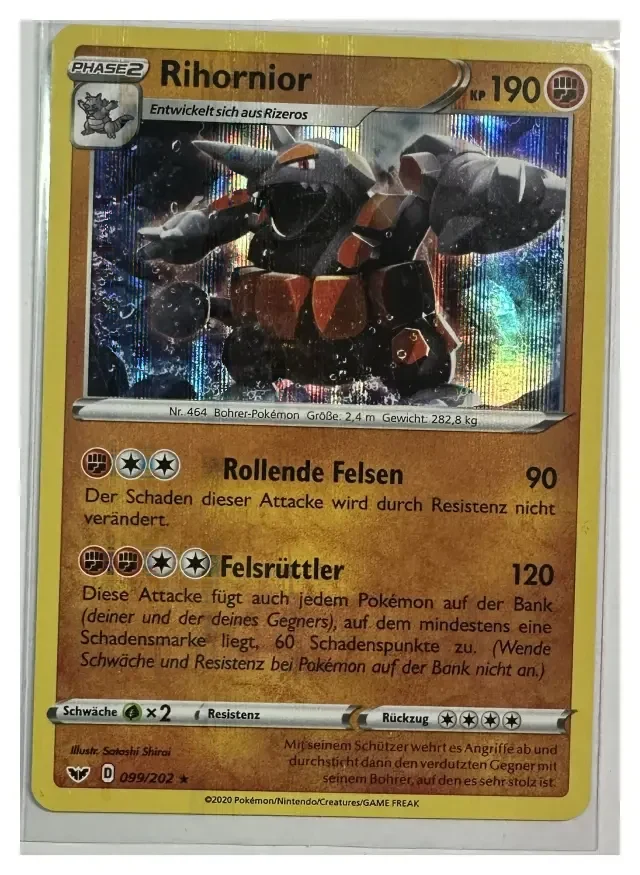 PHASE2
Rihornior
KP 190
Entwickelt sich aus Rizeros
Nr. 464 Bohrer-Pokémon Größe: 2,4 m Gewicht: 282,8 kg
Rollende Felsen 90
Der Schaden dieser Attacke wird durch Resistenz nicht
verändert.
Felsrüttler 120
Diese Attacke fügt auch jedem Pokémon auf der Bank
(deiner und der deines Gegners), auf dem mindestens eine
Schadensmarke liegt, 60 Schadenspunkte zu. (Wende
Schwäche und Resistenz bei Pokémon auf der Bank nicht an.)
Schwäche ×2 Resistenz Rückzug
Illustr. Satoshi Shirai
Mit seinem Schützer wehrt es Angriffe ab und
durchsticht dann den verdutzten Gegner mit
seinem Bohrer, auf den es sehr stolz ist.
D 099/202 ★
©2020 Pokémon/Nintendo/Creatures/GAME FREAK